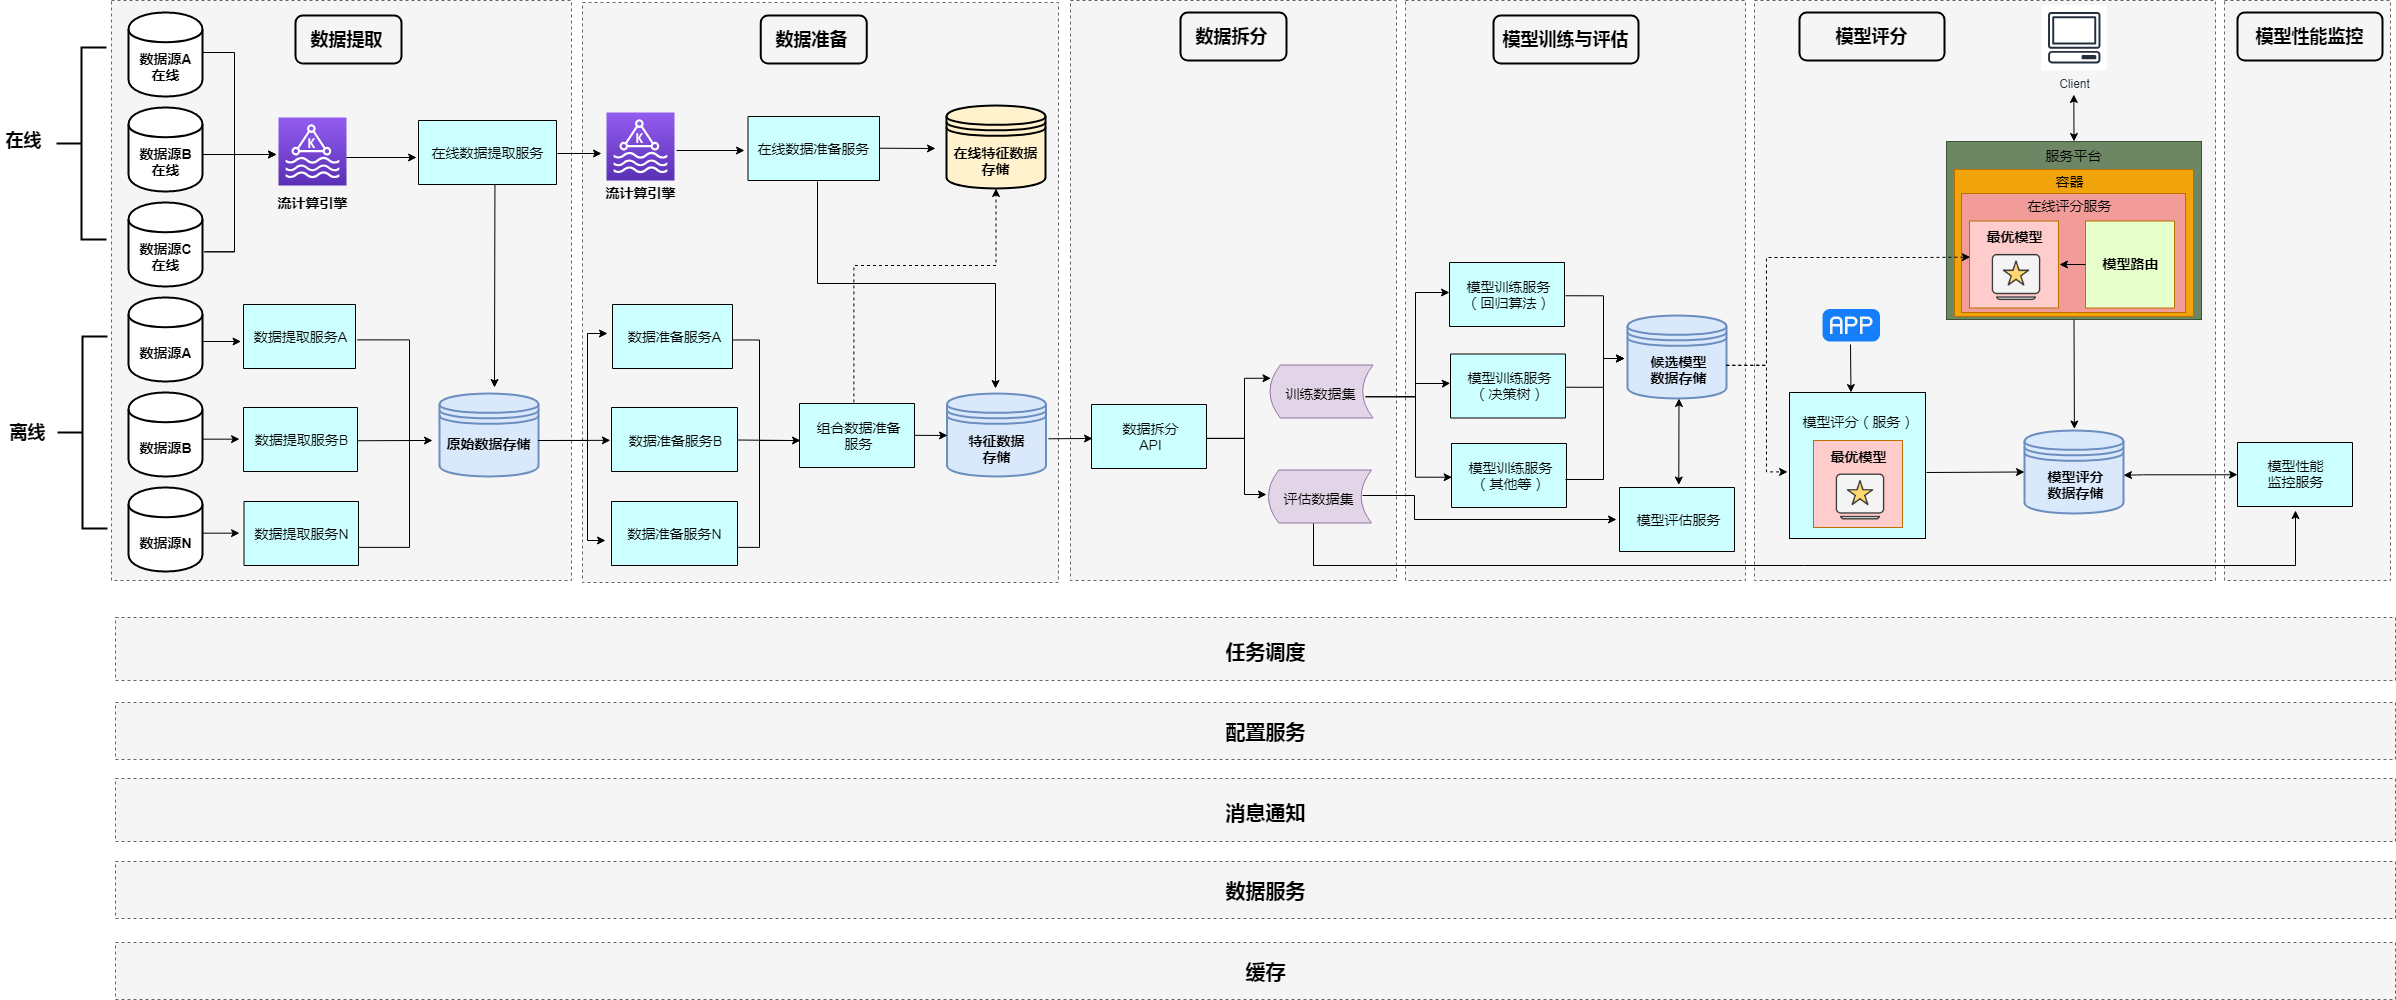 数据提取
数据准备
数据拆分
模型训练与评估
模型评分
模型性能监控
在线
离线
数据源A
在线
数据源B
在线
数据源C
在线
数据源A
数据源B
数据源N
K
流计算引擎
在线数据提取服务
数据提取服务A
数据提取服务B
数据提取服务N
原始数据存储
K
流计算引擎
在线数据准备服务
在线特征数据
存储
数据准备服务A
数据准备服务B
数据准备服务N
组合数据准备
服务
特征数据
存储
数据拆分
API
训练数据集
评估数据集
模型训练服务
（回归算法）
模型训练服务
（决策树）
模型训练服务
（其他等）
候选模型
数据存储
模型评估服务
Client
服务平台
容器
在线评分服务
最优模型
模型路由
APP
模型评分（服务）
最优模型
模型评分
数据存储
模型性能
监控服务
任务调度
配置服务
消息通知
数据服务
缓存